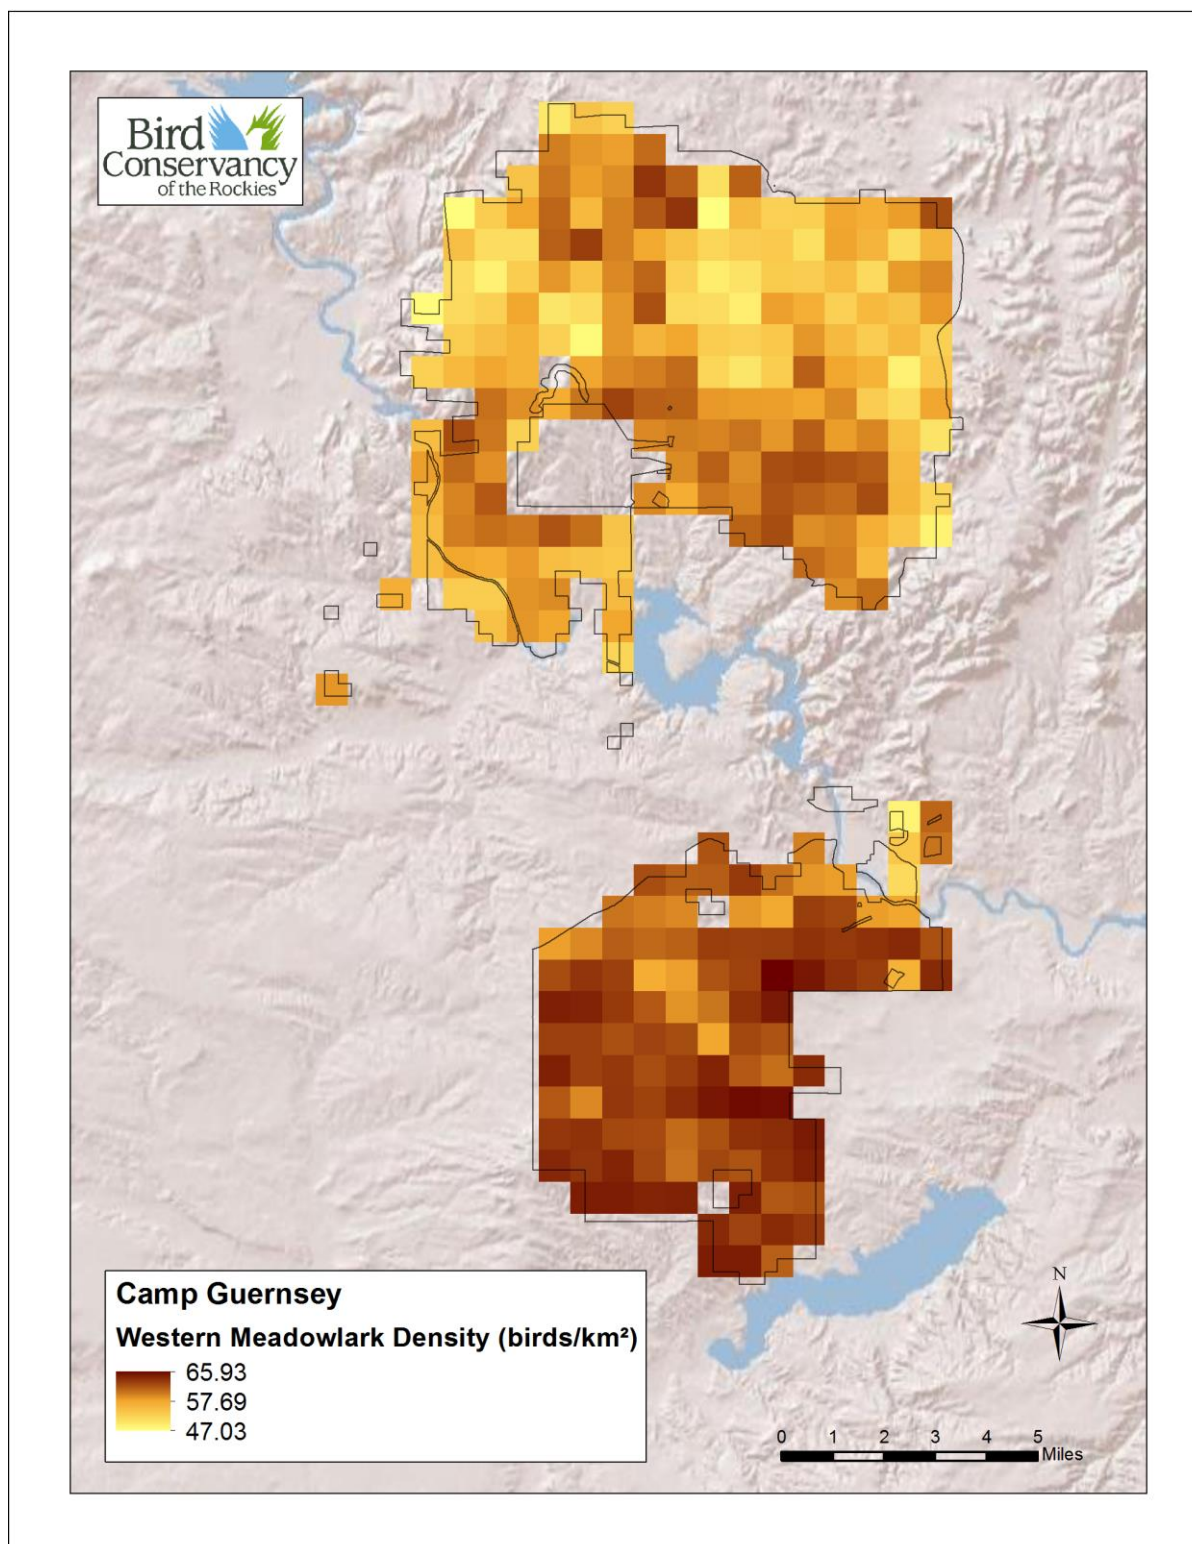 Bird
Conservancy
of the Rockies
Camp Guernsey
Western Meadowlark Density (birds/km²)
65.93
57.69
47.03
N
0 1 2 3 4 5
Miles